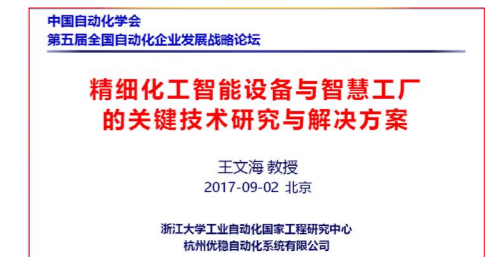 中国自动化学会
第五届全国自动化企业发展战略论坛
精细化工智能设备与智慧工厂
的关键技术研究与解决方案
王文海 教授
2017-09-02 北京
浙江大学工业自动化国家工程研究中心
杭州优稳自动化系统有限公司